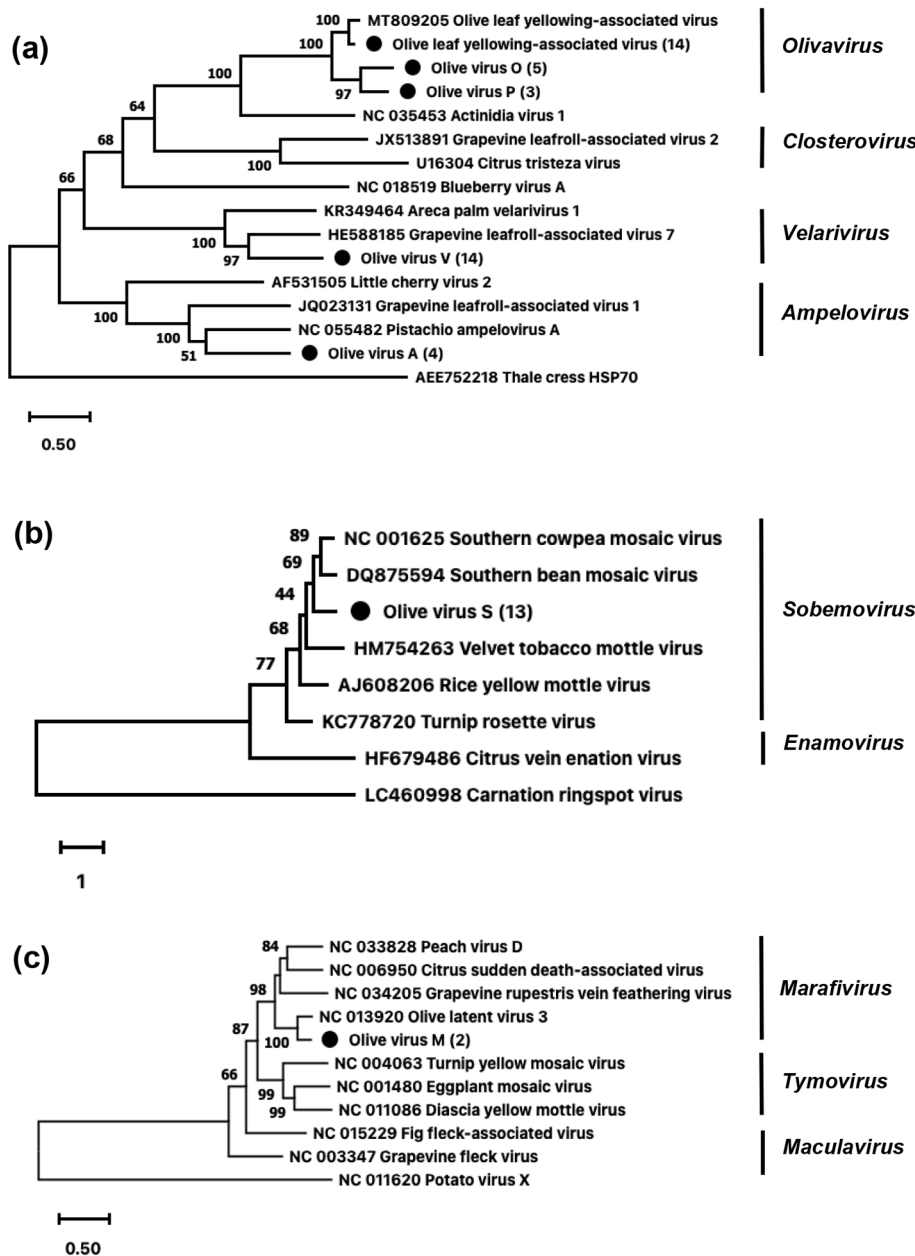 (a)
100
MT809205 Olive leaf yellowing-associated virus
100
Olive leaf yellowing-associated virus (14)
Olivavirus
100
Olive virus O (5)
97
Olive virus P (3)
64
NC 035453 Actinidia virus 1
68
JX513891 Grapevine leafroll-associated virus 2
Closterovirus
100
U16304 Citrus tristeza virus
66
NC 018519 Blueberry virus A
KR349464 Areca palm velarivirus 1
100
HE588185 Grapevine leafroll-associated virus 7
Velarivirus
97
Olive virus V (14)
AF531505 Little cherry virus 2
100
JQ023131 Grapevine leafroll-associated virus 1
Ampelovirus
100
NC 055482 Pistachio ampelovirus A
51
Olive virus A (4)
AEE752218 Thale cress HSP70
0.50
(b)
89
NC 001625 Southern cowpea mosaic virus
69
DQ875594 Southern bean mosaic virus
44
Olive virus S (13)
Sobemovirus
68
HM754263 Velvet tobacco mottle virus
77
AJ608206 Rice yellow mottle virus
KC778720 Turnip rosette virus
HF679486 Citrus vein enation virus
Enamovirus
LC460998 Carnation ringspot virus
1
(c)
84
NC 033828 Peach virus D
NC 006950 Citrus sudden death-associated virus
98
NC 034205 Grapevine rupestris vein feathering virus
Marafivirus
87
NC 013920 Olive latent virus 3
100
Olive virus M (2)
66
NC 004063 Turnip yellow mosaic virus
99
NC 001480 Eggplant mosaic virus
Tymovirus
99
NC 011086 Diascia yellow mottle virus
NC 015229 Fig fleck-associated virus
NC 003347 Grapevine fleck virus
Maculavirus
NC 011620 Potato virus X
0.50